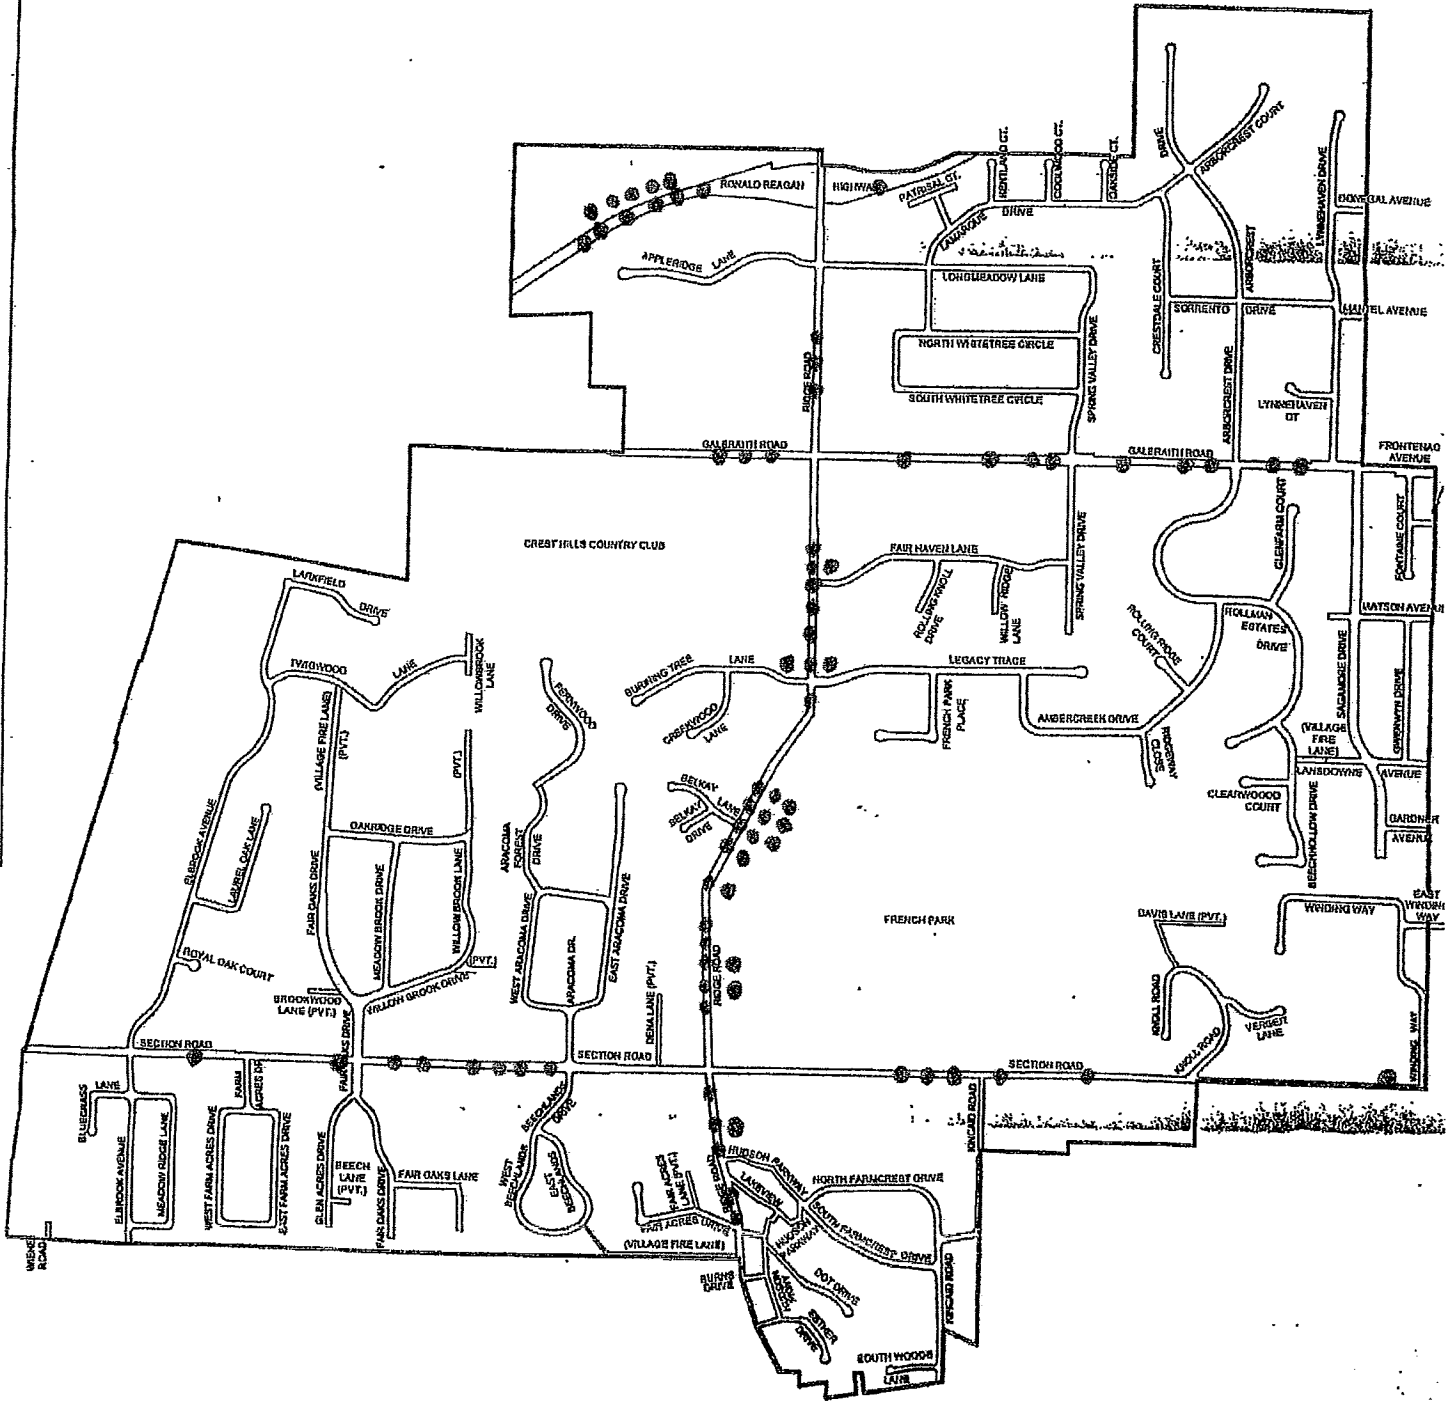 KENTLAND CT.
COOLWOOD CT.
OAKSIDE CT.
DRIVE
ARBORCREST COURT
LYNNEHAVEN DRIVE
RONALD REAGAN
HIGHWAY
PATRISAL CT.
DONEGAL AVENUE
LAMARQUE
DRIVE
APPLERIDGE LANE
LONGMEADOW LANE
ARBORCREST
CRESTDALE COURT
SORRENTO DRIVE
MANTEL AVENUE
NORTH WHITETREE CIRCLE
SPRING VALLEY DRIVE
RIDGE ROAD
SOUTH WHITETREE CIRCLE
ARBORCREST DRIVE
LYNNEHAVEN
CT
GALBRAITH ROAD
GALBRAITH ROAD
FRONTENAC
AVENUE
CREST HILLS COUNTRY CLUB
FAIR HAVEN LANE
GLENFARM COURT
FONTAINE COURT
LARKFIELD
DRIVE
ROLLING KNOLL
DRIVE
WILLOW RIDGE
LANE
SPRING VALLEY DRIVE
ROLLING RIDGE
COURT
ROLLMAN
ESTATES
DRIVE
WATSON AVENUE
TWIGWOOD
LANE
WILLOWBROOK
LANE
BURNING TREE
LANE
LEGACY TRACE
SAGAMORE DRIVE
FERNWOOD
DRIVE
CREEKWOOD
LANE
FRENCH PARK
PLACE
AMBERCREEK DRIVE
ROSEMARY
CLOSE
(VILLAGE
FIRE
LANE)
GWENWYN DRIVE
(VILLAGE FIRE LANE)
(PVT.)
(PVT.)
LANSDOWNE AVENUE
BELKAY
LANE
BELKAY
DRIVE
CLEARWOOD
COURT
BEECHHOLLOW DRIVE
GARDNER
AVENUE
ELBROOK AVENUE
LAUREL OAK LANE
OAKRIDGE DRIVE
ARACOMA
FOREST
DRIVE
FAIR OAKS DRIVE
MEADOW BROOK DRIVE
WILLOW BROOK LANE
WEST ARACOMA DRIVE
ARACOMA DR.
EAST ARACOMA DRIVE
FRENCH PARK
DAVIS LANE (PVT.)
WINDING WAY
EAST
WINDING
WAY
ROYAL OAK COURT
(PVT.)
BROOKWOOD
LANE (PVT.)
WILLOW BROOK DRIVE
DENA LANE (PVT.)
RIDGE ROAD
KNOLL ROAD
VERGER
LANE
KNOLL ROAD
WINDING WAY
SECTION ROAD
FAIR OAKS DRIVE
SECTION ROAD
SECTION ROAD
BLUEGRASS
LANE
FARM
ACRES DR.
BEECHLANDS
DRIVE
KINCAID ROAD
ELBROOK AVENUE
MEADOW RIDGE LANE
WEST FARM ACRES DRIVE
EAST FARM ACRES DRIVE
GLEN ACRES DRIVE
BEECH
LANE
(PVT.)
FAIR OAKS LANE
FAIR OAKS DRIVE
WEST
BEECHLANDS
EAST
BEECHLANDS
FAIR ACRES
LANE (PVT.)
RIDGE ROAD
HUDSON PARKWAY
LAKEVIEW
NORTH FARMCREST DRIVE
SOUTH FARMCREST DRIVE
HUDSON
PARKWAY
FAIR ACRES DRIVE
(VILLAGE FIRE LANE)
WIEHE
ROAD
BURNS
DRIVE
DOT DRIVE
ESTHER
DRIVE
KINCAID ROAD
SOUTH WOODS
LANE